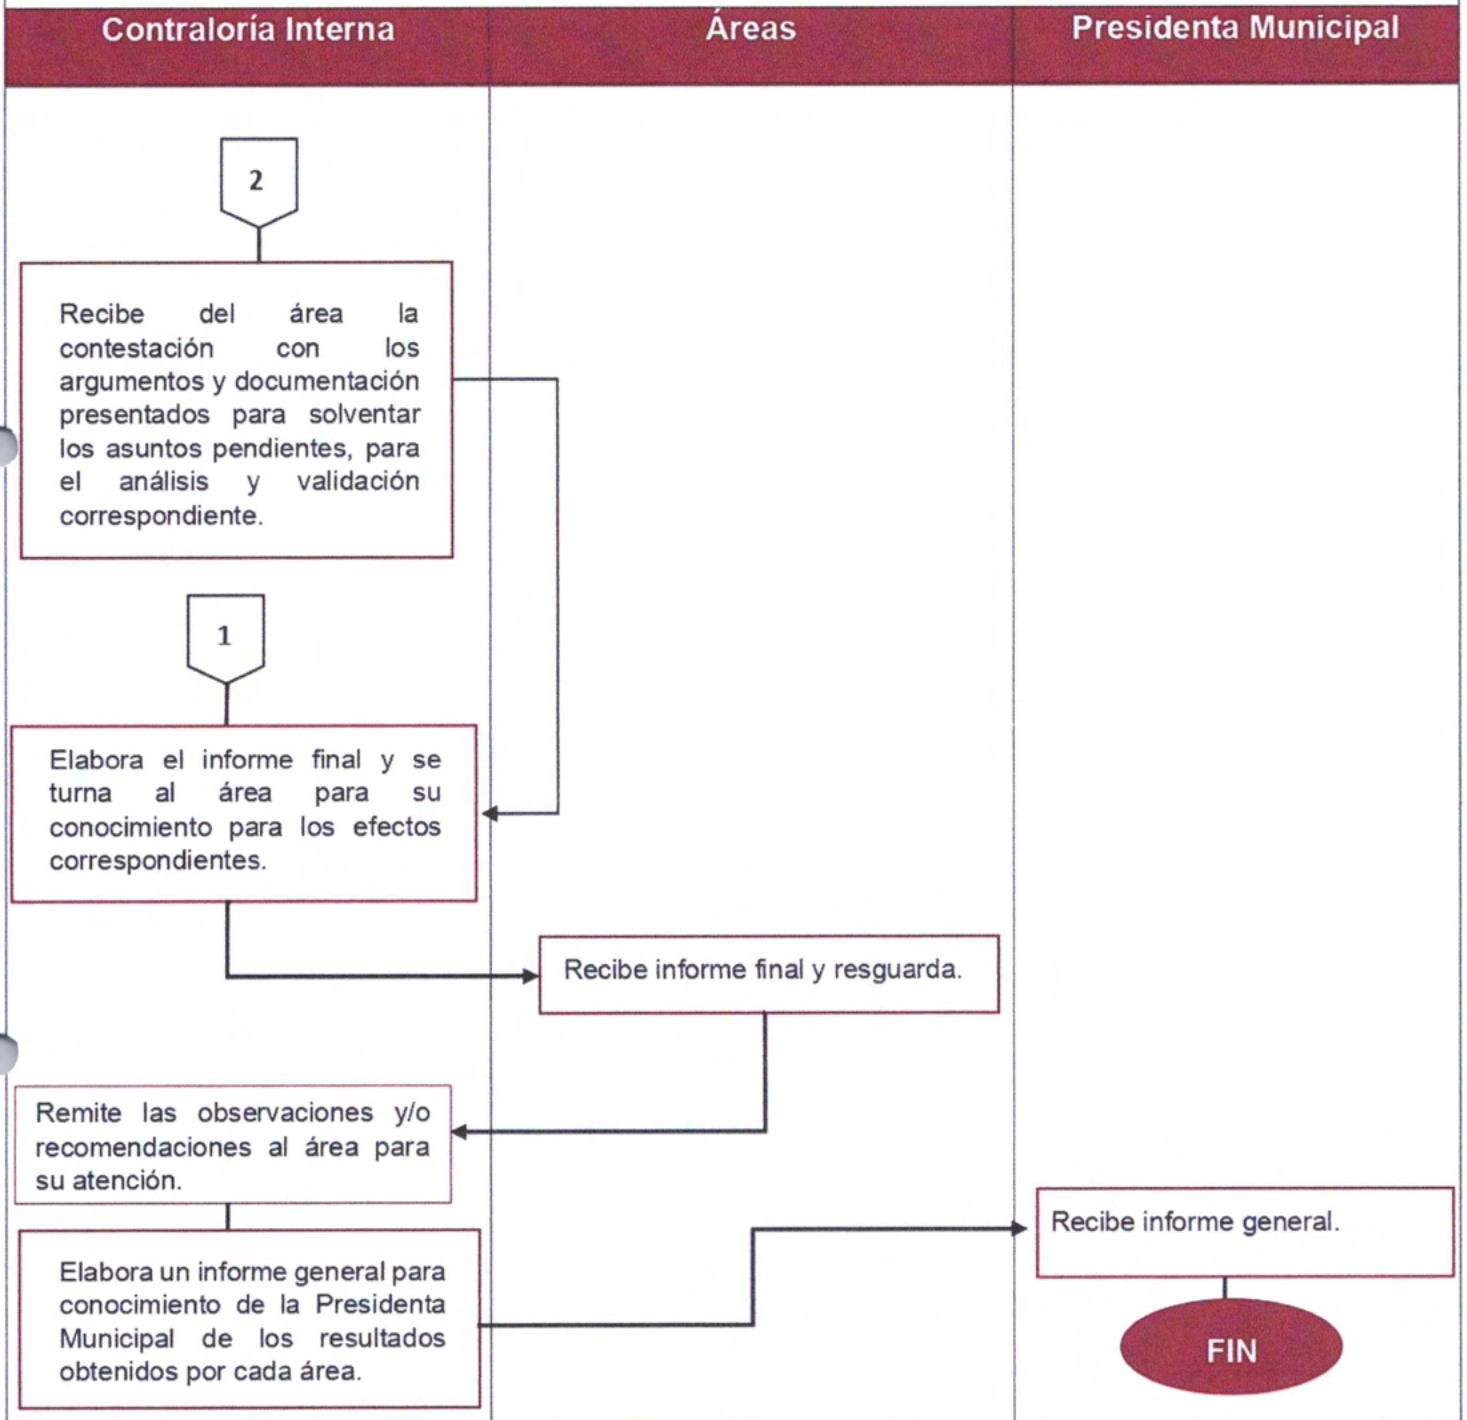 Contraloría Interna
Áreas
Presidenta Municipal
2
Recibe del área la
contestación con los
argumentos y documentación
presentados para solventar
los asuntos pendientes, para
el análisis y validación
correspondiente.
1
Elabora el informe final y se
turna al área para su
conocimiento para los efectos
correspondientes.
Recibe informe final y resguarda.
Remite las observaciones y/o
recomendaciones al área para
su atención.
Elabora un informe general para
conocimiento de la Presidenta
Municipal de los resultados
obtenidos por cada área.
Recibe informe general.
FIN